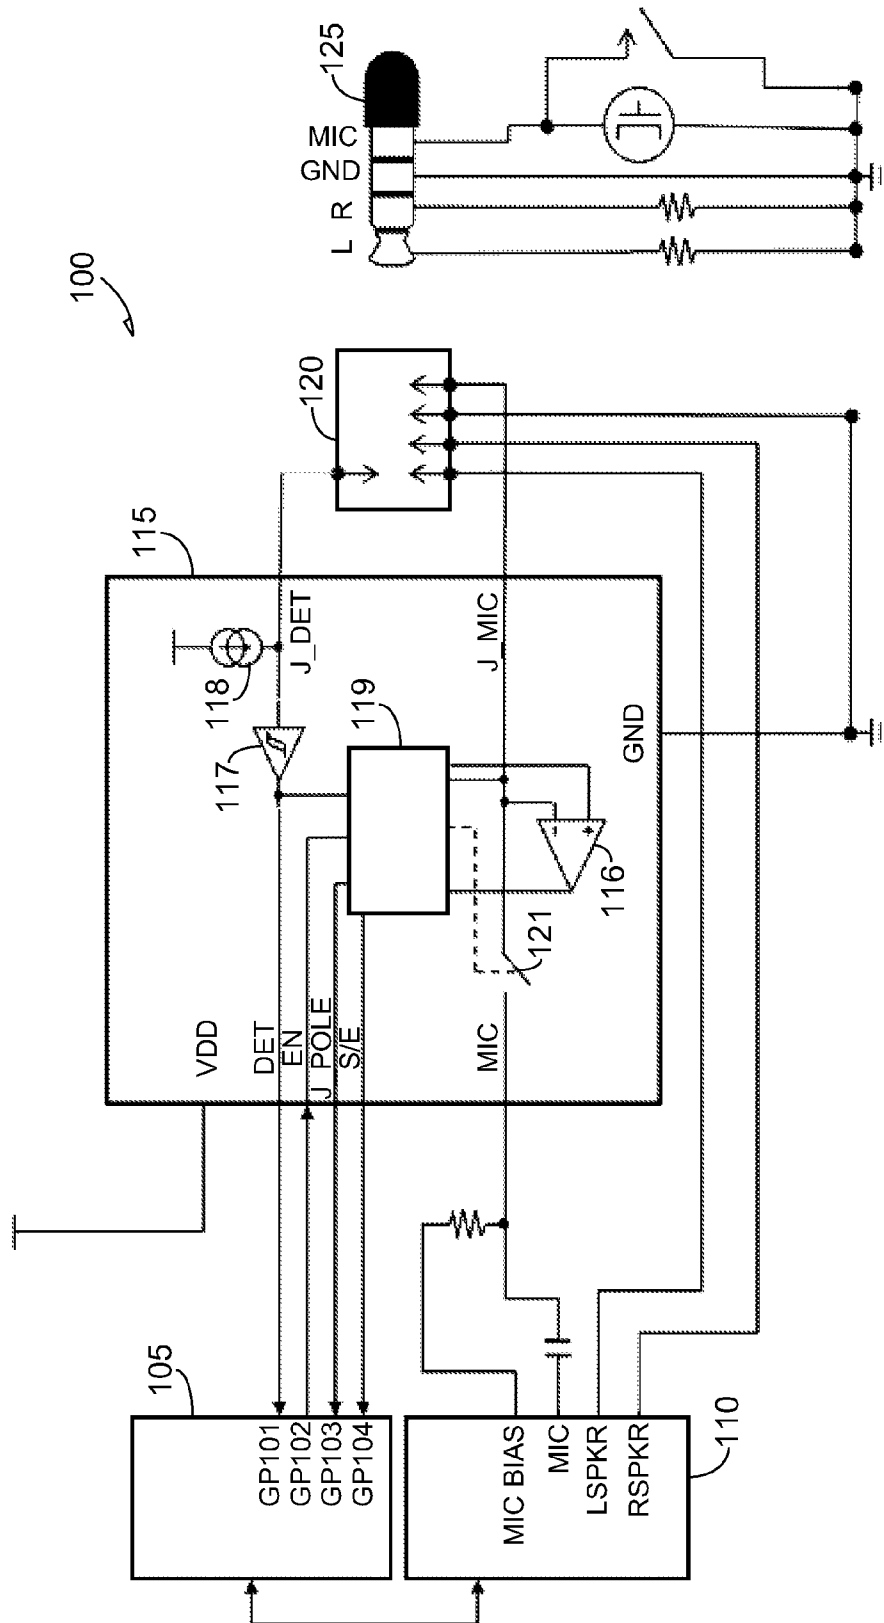 100
105
GP101
GP102
GP103
GP104
110
MIC BIAS
MIC
LSPKR
RSPKR
115
VDD
DET
EN
J_POLE
S/E
MIC
GND
J_DET
J_MIC
117
118
119
116
121
120
125
MIC
GND
R
L